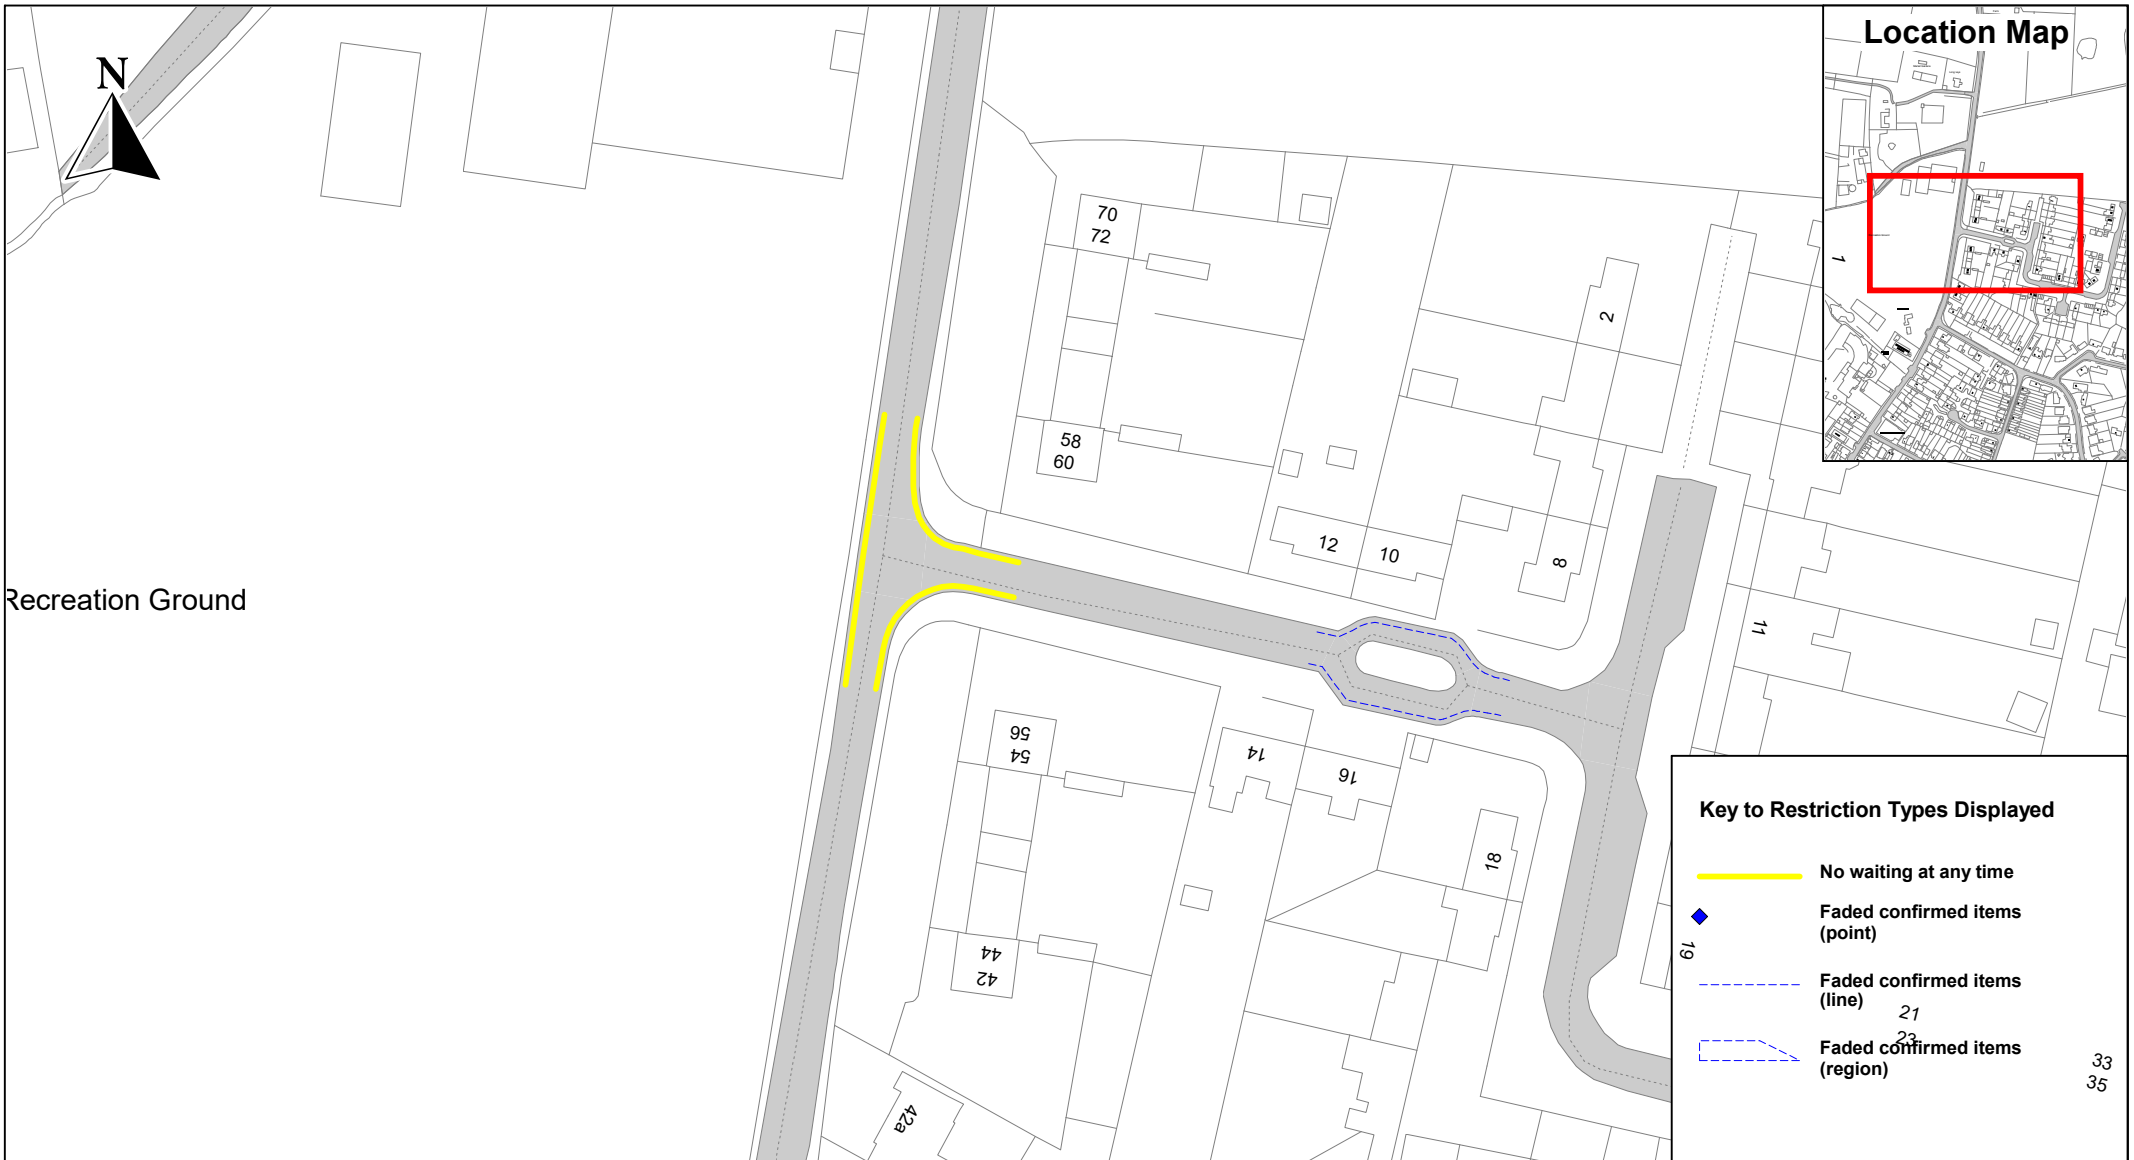 Location Map
N
70
72
2
1
58
60
12
10
8
Recreation Ground
11
56
54
14
16
18
Key to Restriction Types Displayed
No waiting at any time
Faded confirmed items
(point)
19
44
42
Faded confirmed items
(line)
21
23
Faded confirmed items
(region)
33
35
42a